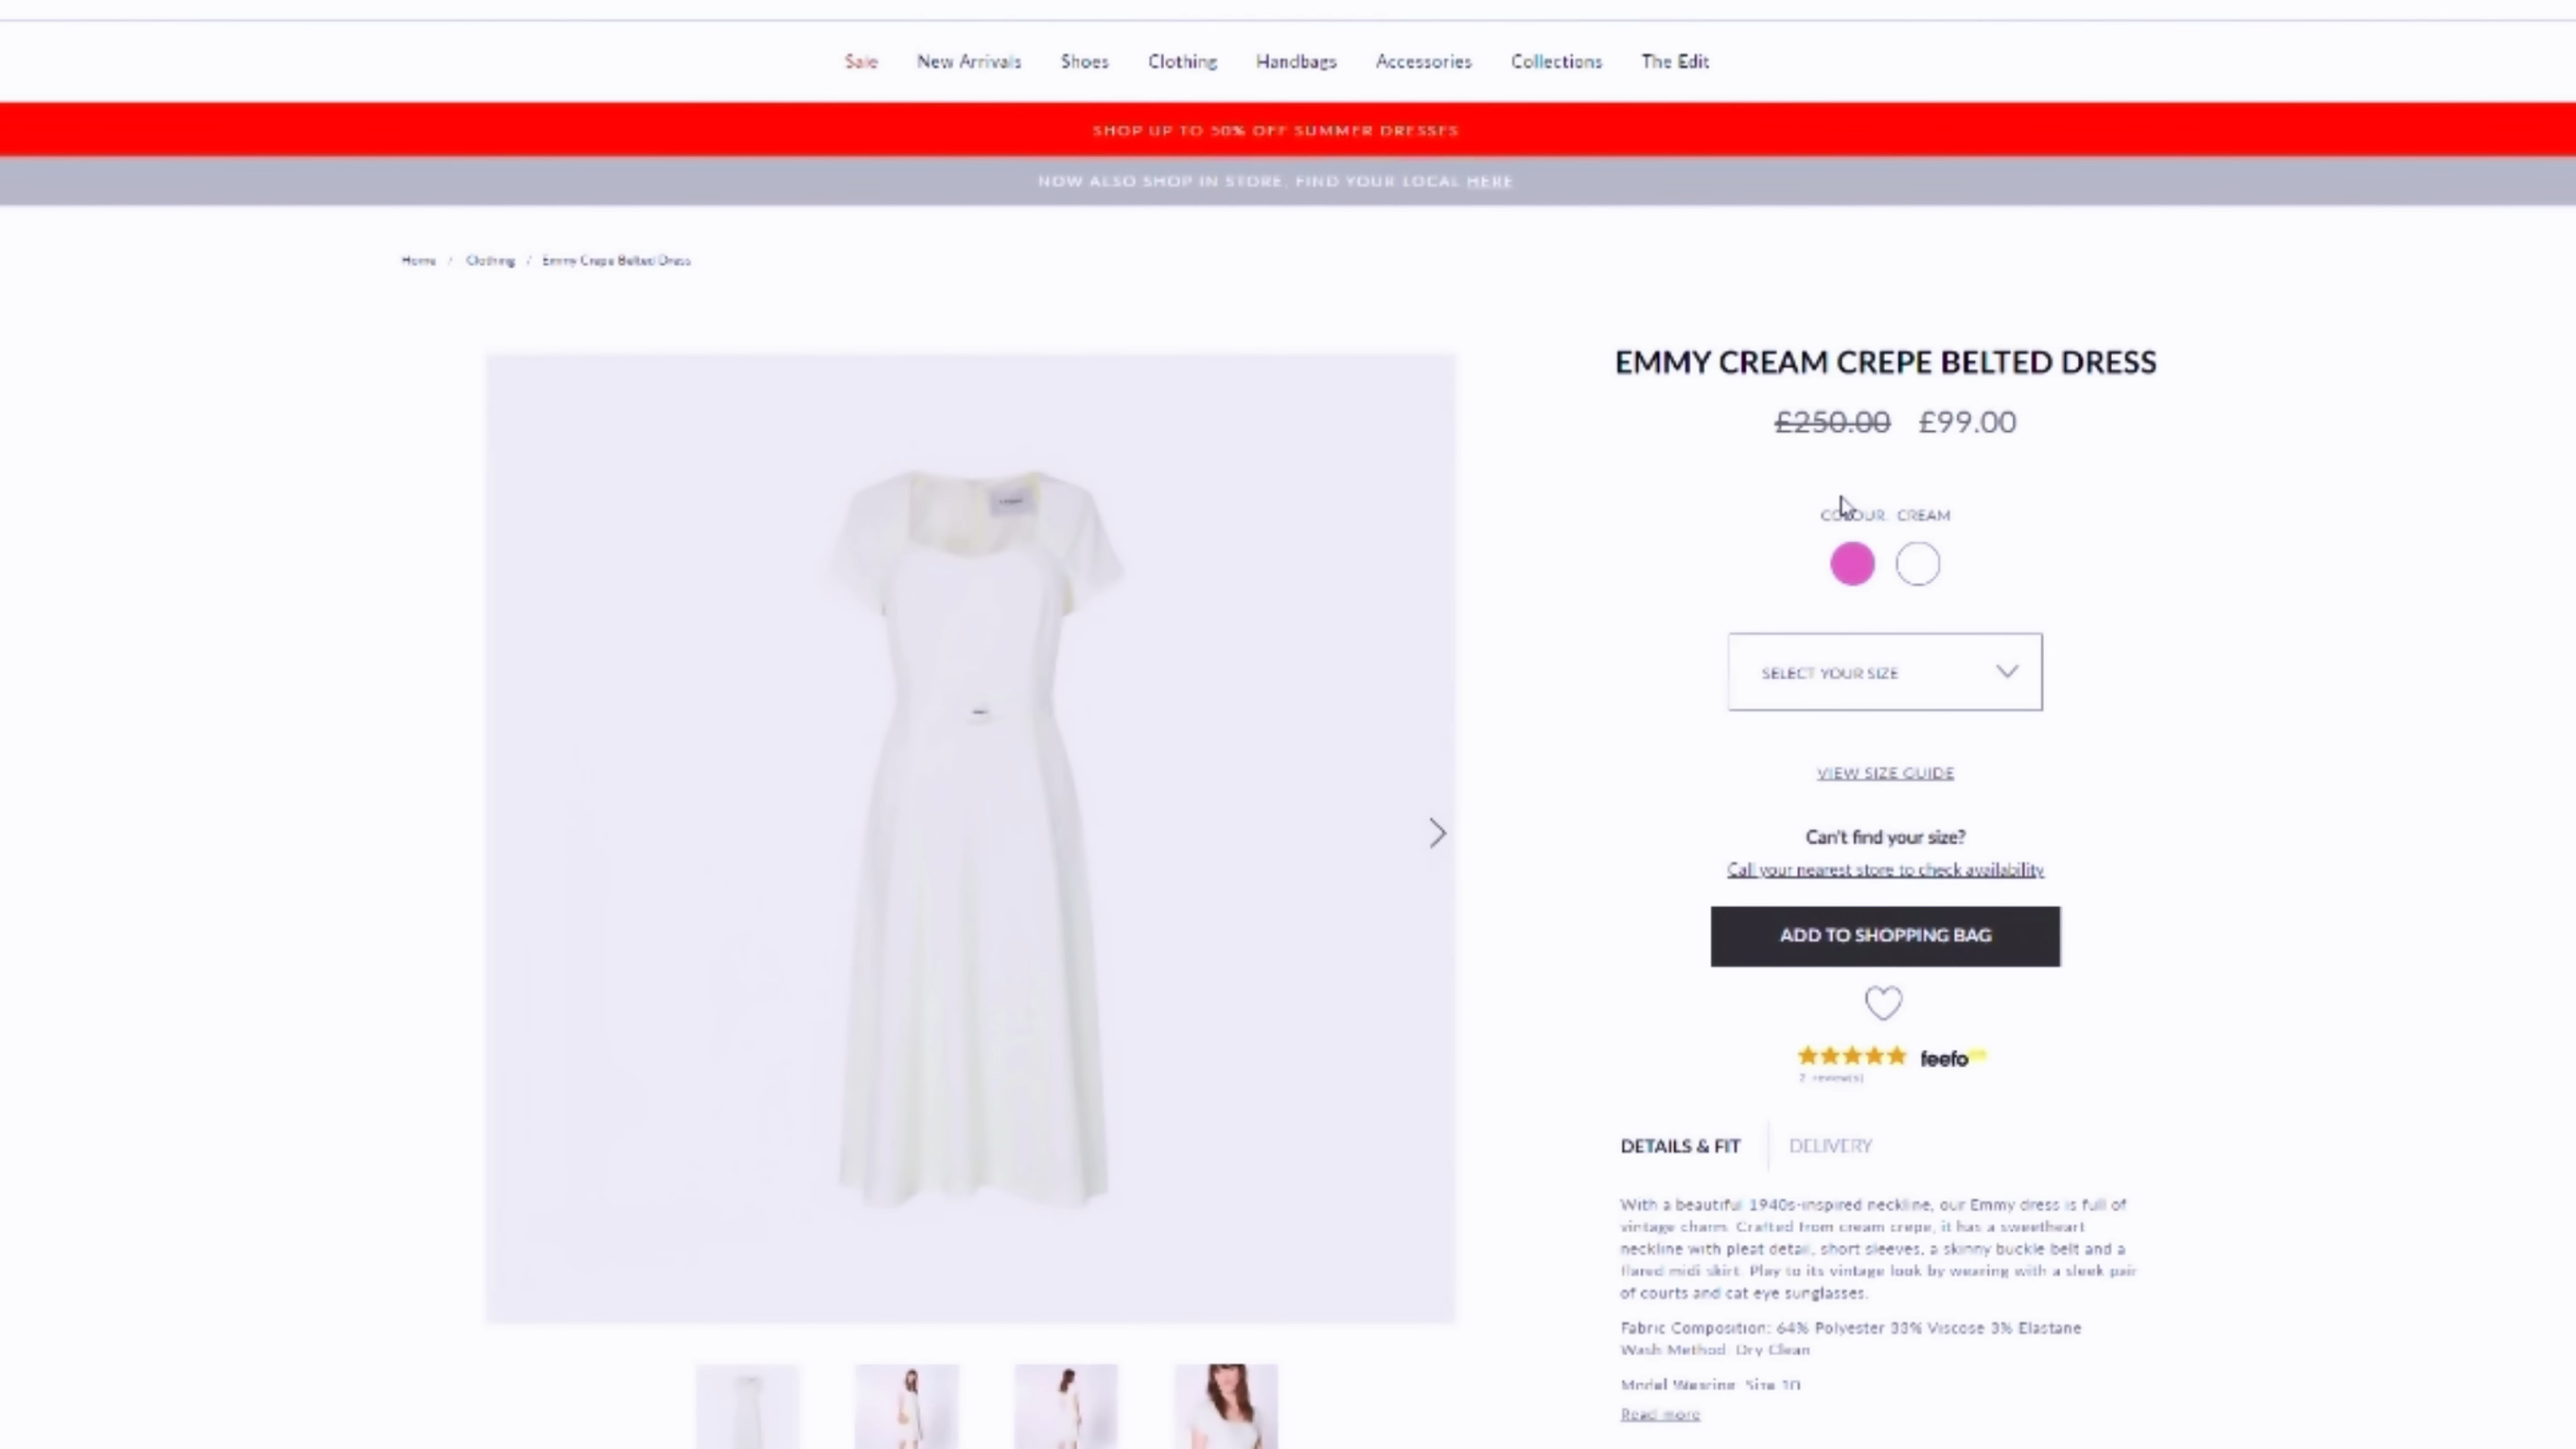 Sale New Arrivals Shoes Clothing Handbags Accessories Collections The Edit
SHOP UP TO 50% OFF SUMMER DRESSES
NOW ALSO SHOP IN STORE, FIND YOUR LOCAL HERE
Home / Clothing / Emmy Crepe Belted Dress
EMMY CREAM CREPE BELTED DRESS
£250.00 £99.00
COLOUR: CREAM
SELECT YOUR SIZE
VIEW SIZE GUIDE
Can't find your size?
Call your nearest store to check availability
ADD TO SHOPPING BAG
feefo
2 review(s)
DETAILS & FIT DELIVERY
With a beautiful 1940s-inspired neckline, our Emmy dress is full of
vintage charm. Crafted from cream crepe, it has a sweetheart
neckline with pleat detail, short sleeves, a skinny buckle belt and a
flared midi skirt. Play to its vintage look by wearing with a sleek pair
of courts and cat eye sunglasses.
Fabric Composition: 64% Polyester 33% Viscose 3% Elastane
Wash Method: Dry Clean
Model Wearing: Size 10
Read more